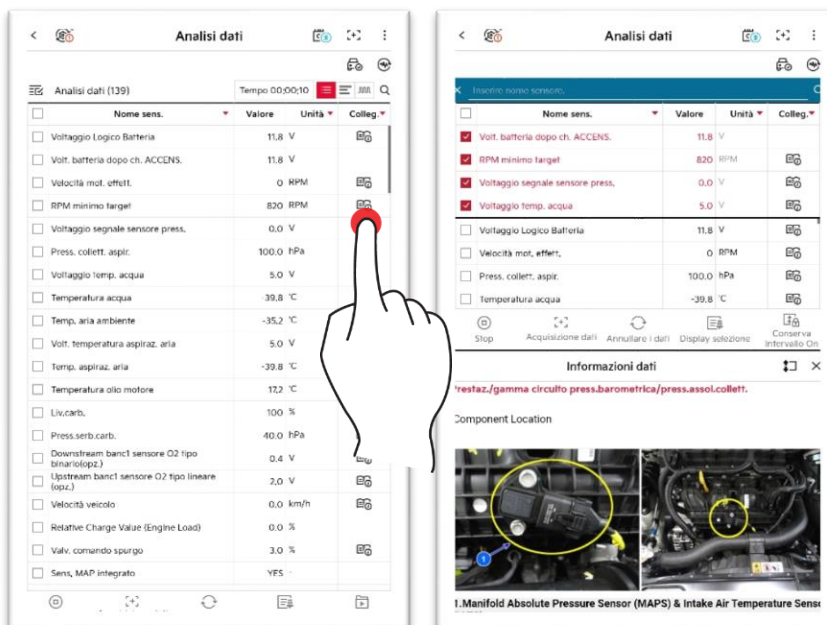 Analisi dati
Analisi dati (139)
Tempo 00;00;10
Nome sens. Valore Unità Colleg.
Voltaggio Logico Batteria 11,8 V
Volt. batteria dopo ch. ACCENS. 11.8 V
Velocità mot. effett. 0 RPM
RPM minimo target 820 RPM
Voltaggio segnale sensore press. 0.0 V
Press. coliett. aspir. 100.0 hPa
Voltaggio temp. acqua 5.0 V
Temperatura acqua -39,8 ℃
Temp. aria ambiente -35,2 ℃
Volt. temperatura aspiraz. aria 5.0 V
Temp. aspiraz. aria -39.8 ℃
Temperatura olio motore 17,2 ℃
Liv.carb. 100 %
Press.serb.carb. 40.0 hPa
Downstream banc1 sensore O2 tipo
binario(opz.) 0.4 V
Upstream banc1 sensore O2 tipo lineare
(opz.) 2,0 V
Velocità veicolo 0.0 km/h
Relative Charge Value (Engine Load) 0.0 %
Valv. comando spurgo 3.0 %
Sens. MAP integrato YES -
Analisi dati
Inserire nome sensore.
Nome sens. Valore Unità Colleg.
Volt. batteria dopo ch. ACCENS. 11.8 V
RPM minimo target 820 RPM
Voltaggio segnale sensore press. 0.0 V
Voltaggio temp. acqua 5.0 V
Voltaggio Logico Batteria 11.8 V
Velocità mot. effett. 0 RPM
Press. collett. aspir. 100.0 hPa
Temperatura acqua -39.8 ℃
Stop Acquisizione dati Annullare i dati Display selezione Conserva
intervallo On
Informazioni dati
Prestaz./gamma circuito press.barometrica/press.assol.collett.
Component Location
1
1.Manifold Absolute Pressure Sensor (MAPS) & Intake Air Temperature Senso